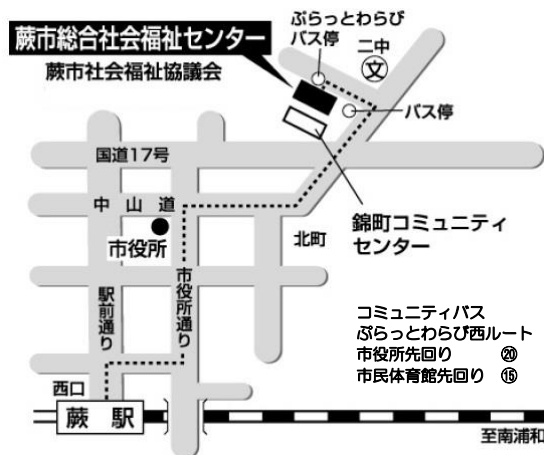 ぷらっとわらび
バス停
二中
文
蕨市総合社会福祉センター
蕨市社会福祉協議会
バス停
国道17号
中山道
市役所
錦町コミュニティ
センター
北町
駅前通り
市役所通り
コミュニティバス
ぷらっとわらび西ルート
市役所先回り ⑳
市民体育館先回り ⑯
西口
蕨駅
至南浦和